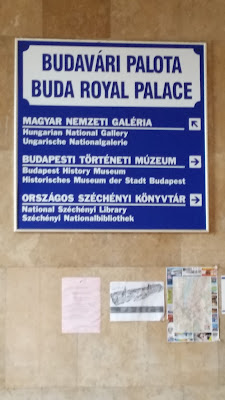 BUDAVÁRI PALOTA
BUDA ROYAL PALACE
MAGYAR NEMZETI GALÉRIA
Hungarian National Gallery
Ungarische Nationalgalerie
BUDAPESTI TÖRTÉNETI MÚZEUM
Budapest History Museum
Historisches Museum der Stadt Budapest
ORSZÁGOS SZÉCHÉNYI KÖNYVTÁR
National Széchényi Library
Széchényi Nationalbibliothek